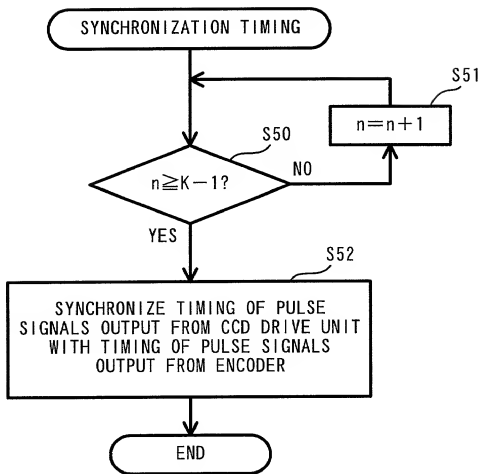 SYNCHRONIZATION TIMING
S51
n=n+1
S50
n≧K-1?
NO
YES
S52
SYNCHRONIZE TIMING OF PULSE
SIGNALS OUTPUT FROM CCD DRIVE UNIT
WITH TIMING OF PULSE SIGNALS
OUTPUT FROM ENCODER
END